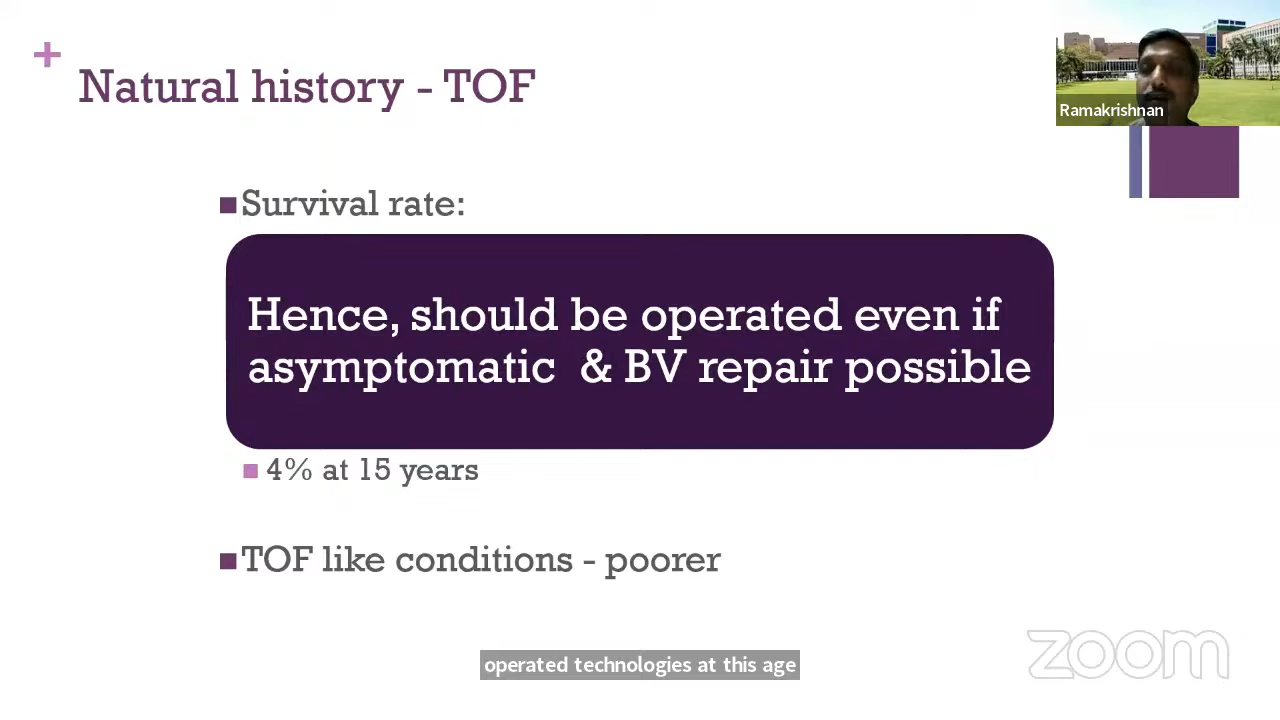 +
Natural history - TOF
Ramakrishnan
Survival rate:
Hence, should be operated even if
asymptomatic & BV repair possible
4% at 15 years
TOF like conditions - poorer
operated technologies at this age
zoom